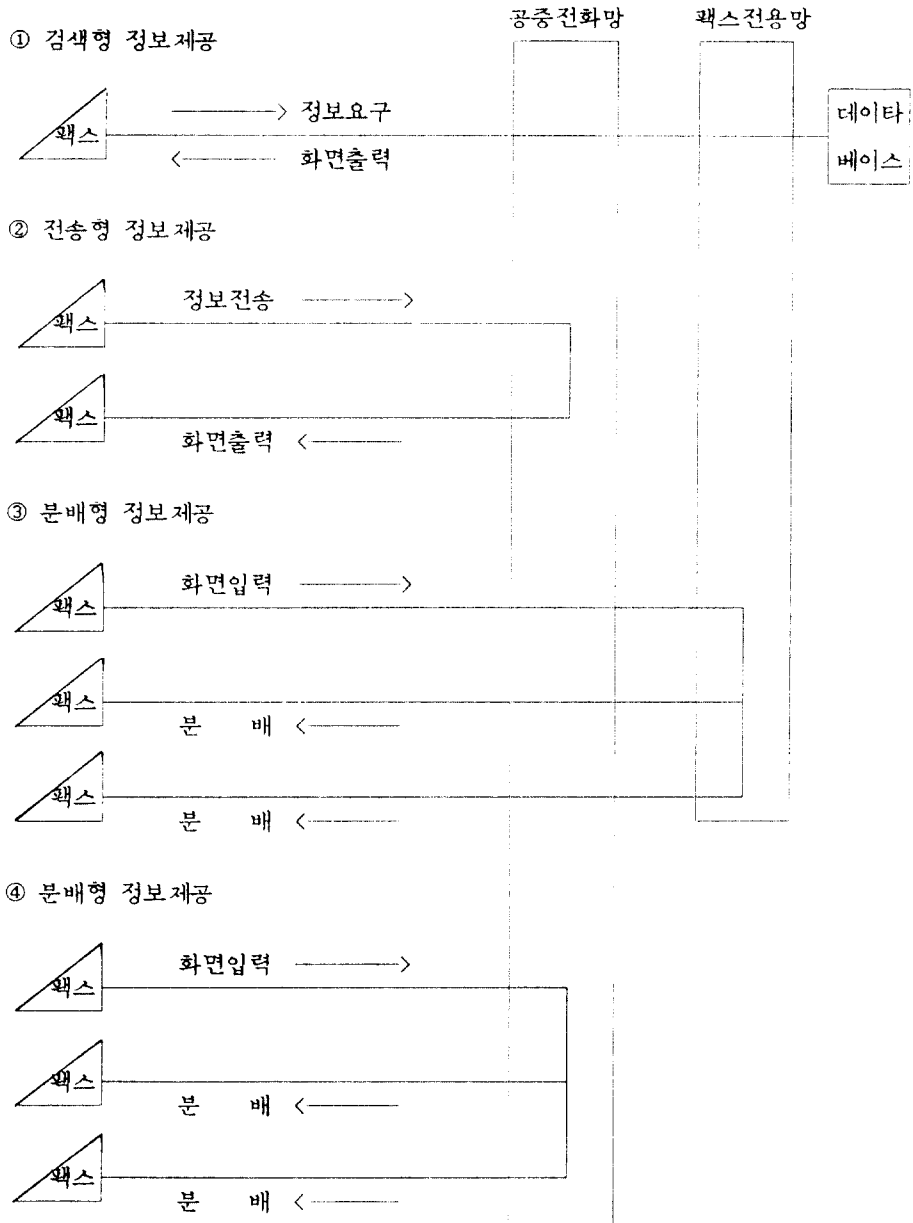 공중전화망 팩스전용망
① 검색형 정보제공
팩스
정보요구
화면출력
데이타
베이스
② 전송형 정보제공
팩스
정보전송
팩스
화면출력
③ 분배형 정보제공
팩스
화면입력
팩스
분 배
팩스
분 배
④ 분배형 정보제공
팩스
화면입력
팩스
분 배
팩스
분 배